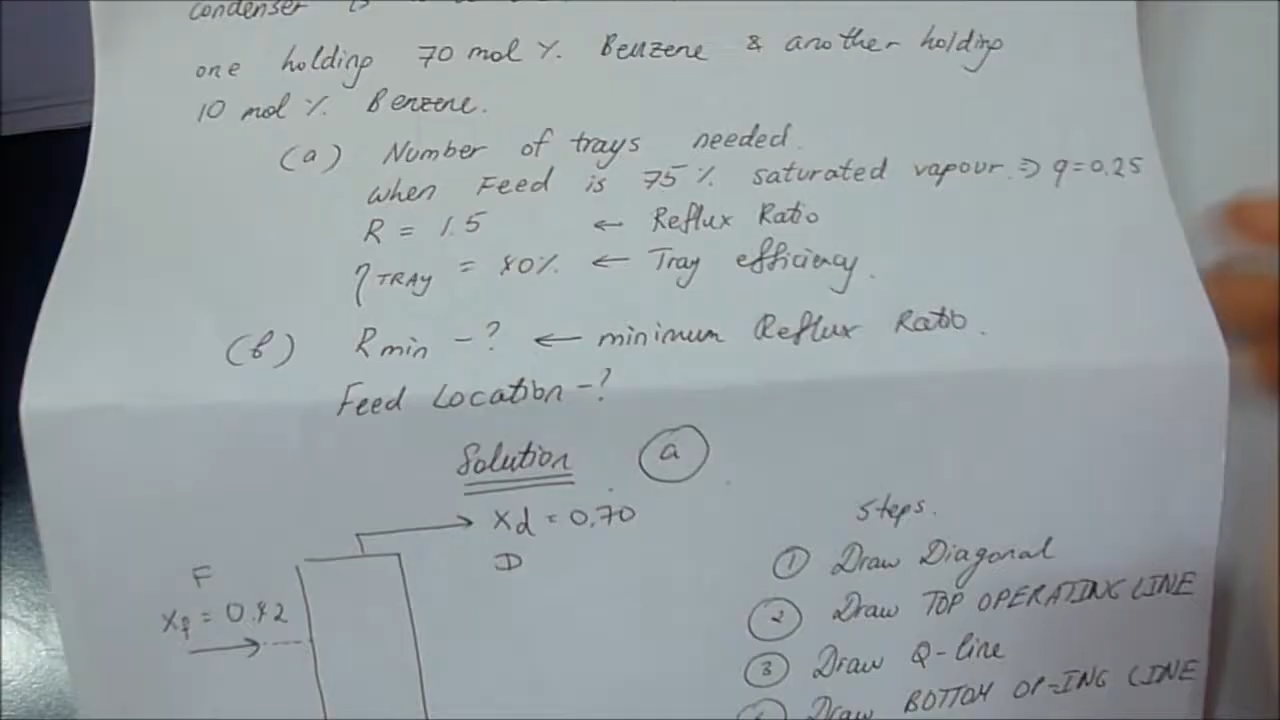 condenser is
one holding 70 mol %. Benzene & another holding
10 mol %. Benzene.
(a) Number of trays needed.
when Feed is 75 % saturated vapour. ⇒ q=0.25
R = 1.5 ← Reflux Ratio
η TRAY = 80% ← Tray efficiency.
(b) Rmin - ? ← minimum Reflux Ratio.
Feed Location - ?
Solution a
Xd = 0.70
D
F
Xf = 0.42
Steps.
① Draw Diagonal
② Draw TOP OPERATING LINE
③ Draw Q-line
Draw BOTTOM OP-ING LINE